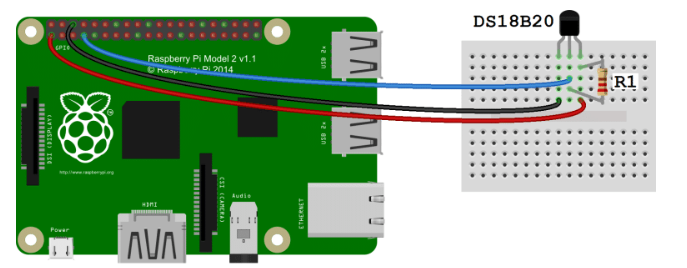 DS18B20
GPIO
Raspberry Pi Model 2 v1.1
© Raspberry Pi 2014
USB 2x
R1
DSI (DISPLAY)
USB 2x
http://www.raspberrypi.org
HDMI
CSI (CAMERA)
Audio
ETHERNET
Power